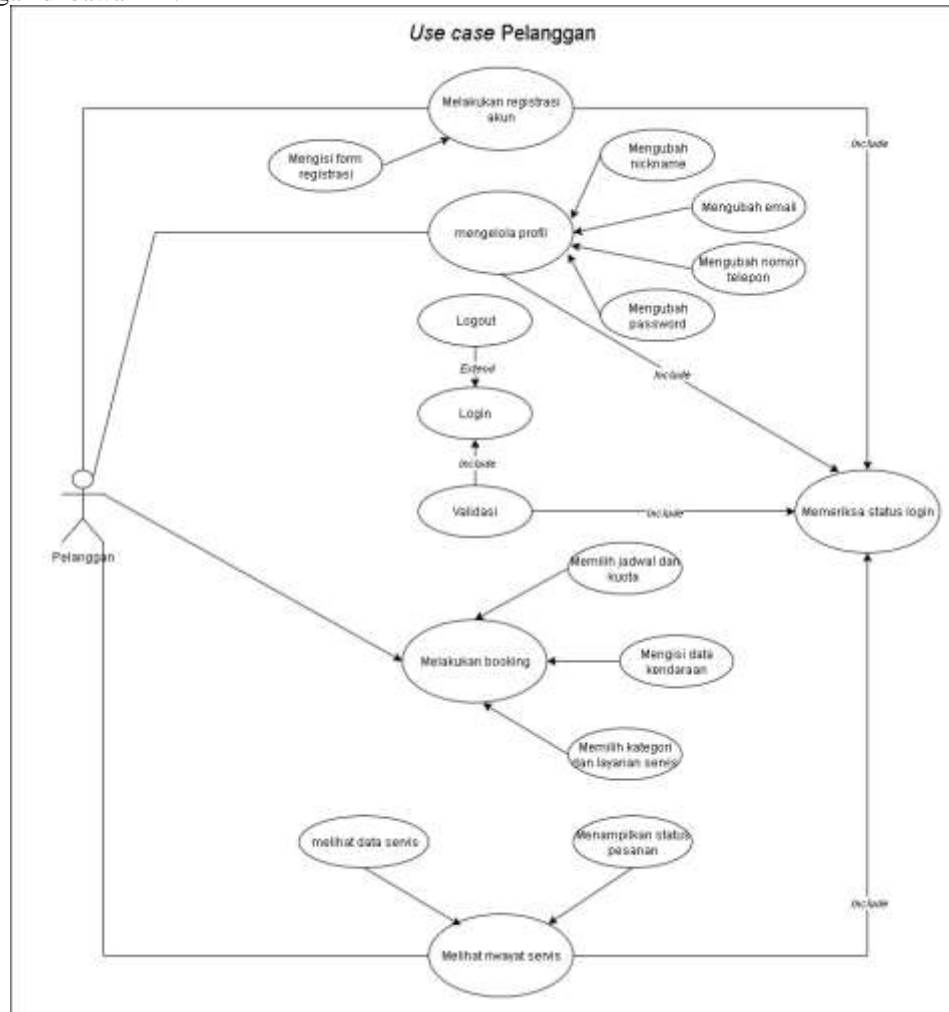 Use case Pelanggan
Melakukan registrasi
akun
Include
Mengisi form
registrasi
Mengubah
nickname
Mengubah email
mengelola profil
Mengubah nomor
telepon
Mengubah
password
Logout
Extend
Include
Login
Include
Validasi
Include
Memeriksa status login
Pelanggan
Memilih jadwal dan
kuota
Melakukan booking
Mengisi data
kendaraan
Memilih kategori
dan layanan servis
melihat data servis
Menampilkan status
pesanan
Include
Melihat riwayat servis